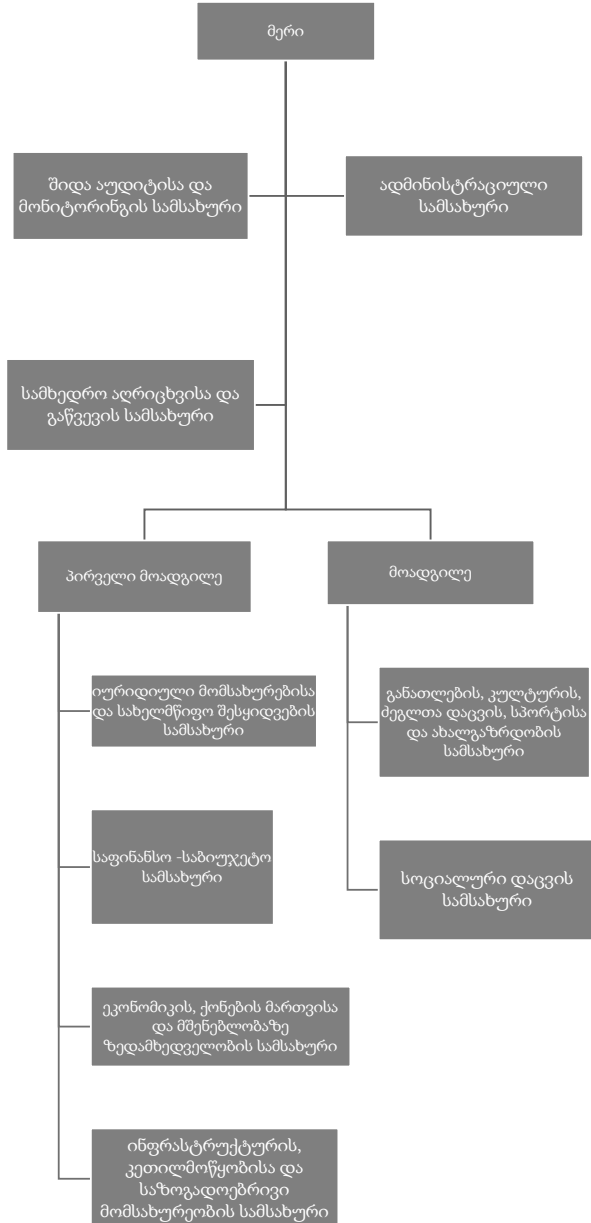 მერი
შიდა აუდიტისა და
მონიტორინგის სამსახური
ადმინისტრაციული
სამსახური
სამხედრო აღრიცხვისა და
გაწვევის სამსახური
პირველი მოადგილე
მოადგილე
იურიდიული მომსახურებისა
და სახელმწიფო შესყიდვების
სამსახური
განათლების, კულტურის,
ძეგლთა დაცვის, სპორტისა
და ახალგაზრდობის
სამსახური
საფინანსო -საბიუჯეტო
სამსახური
სოციალური დაცვის
სამსახური
ეკონომიკის, ქონების მართვისა
და მშენებლობაზე
ზედამხედველობის სამსახური
ინფრასტრუქტურის,
კეთილმოწყობისა და
საზოგადოებრივი
მომსახურეობის სამსახური